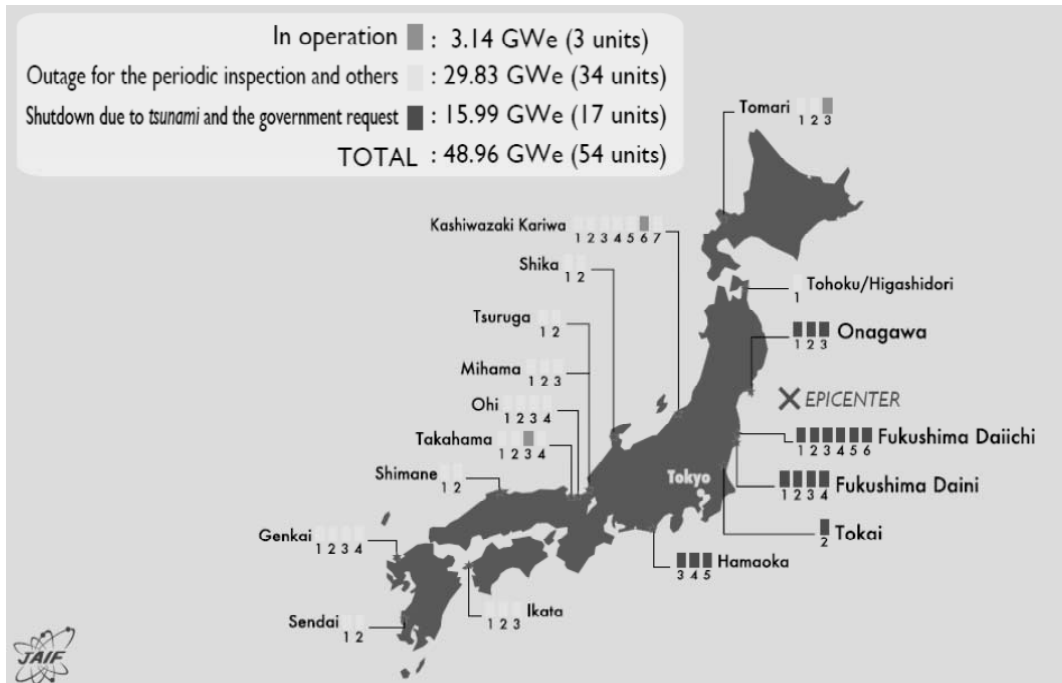 In operation : 3.14 GWe (3 units)
Outage for the periodic inspection and others : 29.83 GWe (34 units)
Shutdown due to tsunami and the government request : 15.99 GWe (17 units)
TOTAL : 48.96 GWe (54 units)
Tomari
1 2 3
Kashiwazaki Kariwa
1 2 3 4 5 6 7
Shika
1 2
Tohoku/Higashidori
1
Tsuruga
1 2
Onagawa
1 2 3
Mihama
1 2 3
EPICENTER
Ohi
1 2 3 4
Takahama
1 2 3 4
Fukushima Daiichi
1 2 3 4 5 6
Shimane
1 2
Tokyo
Fukushima Daini
1 2 3 4
Genkai
1 2 3 4
Tokai
2
Hamaoka
3 4 5
Ikata
1 2 3
Sendai
1 2
JAIF